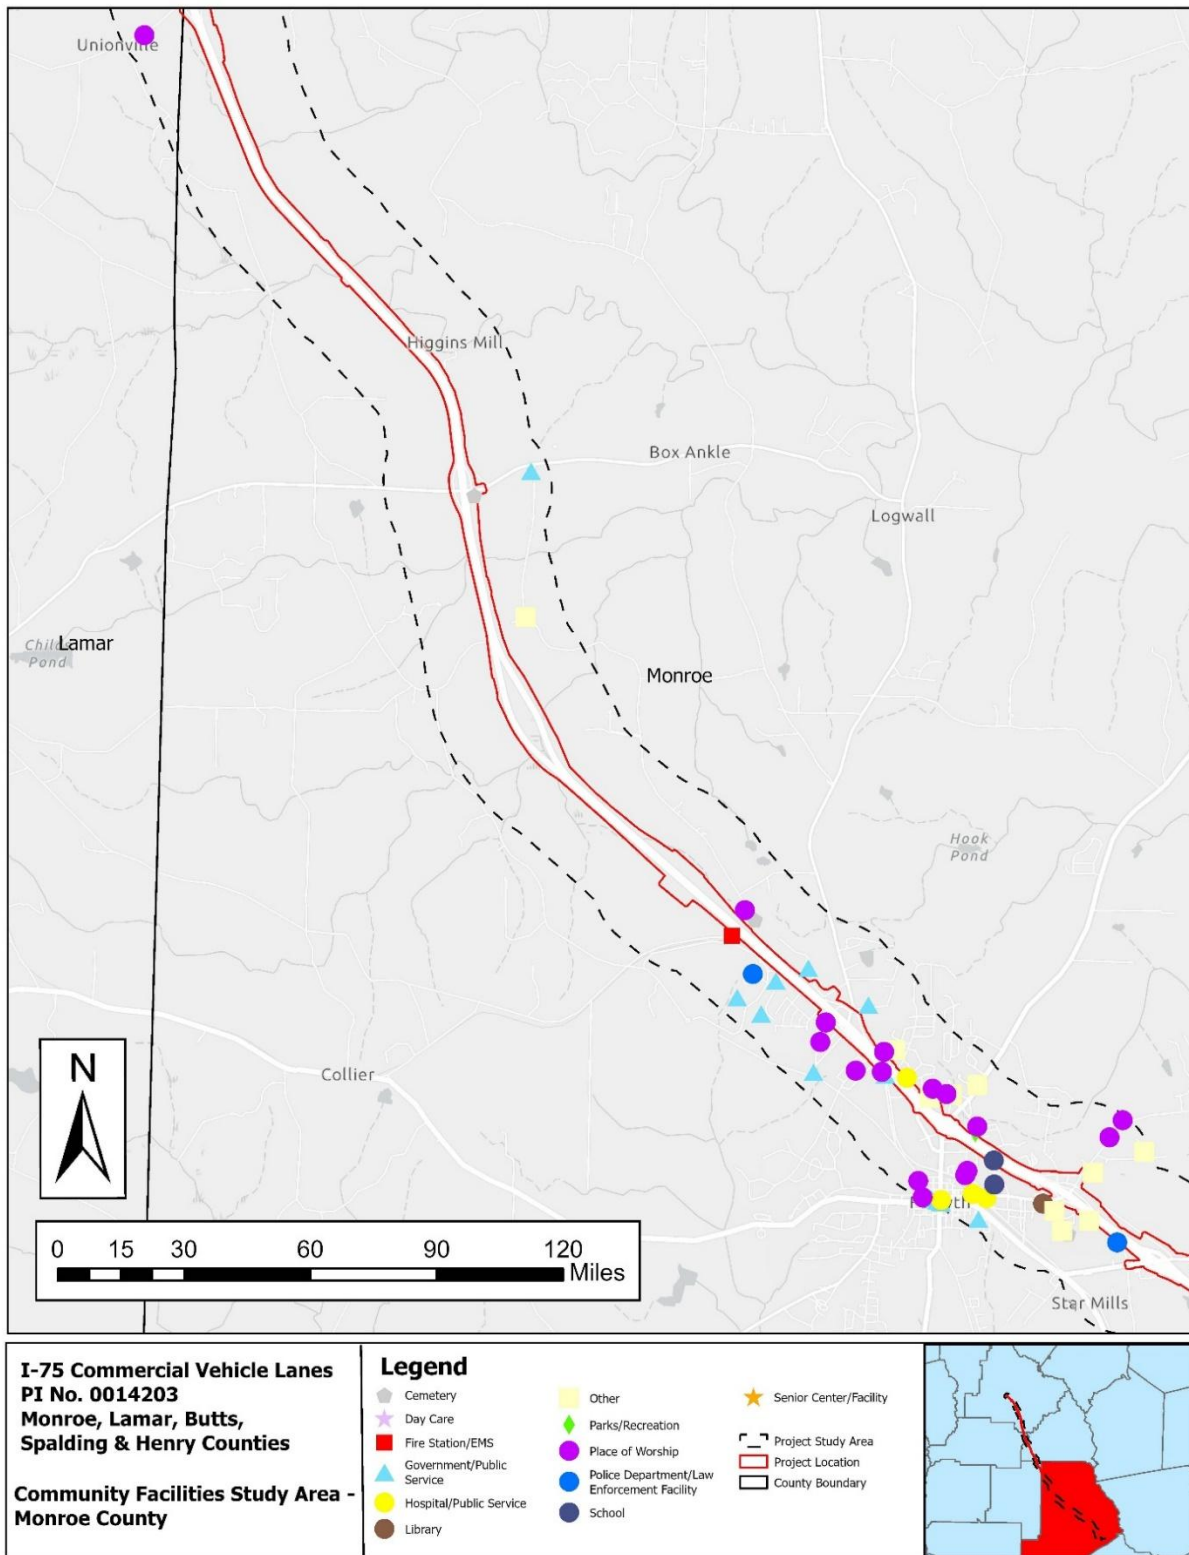 Unionville
Higgins Mill
Box Ankle
Logwall
Lamar
Pond
Monroe
Hook
Pond
N
Collier
0 15 30 60 90 120
Miles
Star Mills
I-75 Commercial Vehicle Lanes
PI No. 0014203
Monroe, Lamar, Butts,
Spalding & Henry Counties
Community Facilities Study Area -
Monroe County
Legend
Cemetery
Day Care
Fire Station/EMS
Government/Public
Service
Hospital/Public Service
Library
Other
Parks/Recreation
Place of Worship
Police Department/Law
Enforcement Facility
School
Senior Center/Facility
Project Study Area
Project Location
County Boundary